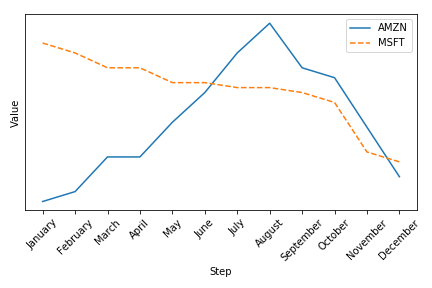 AMZN
MSFT
Value
January
February
March
April
May
June
July
August
September
October
November
December
Step